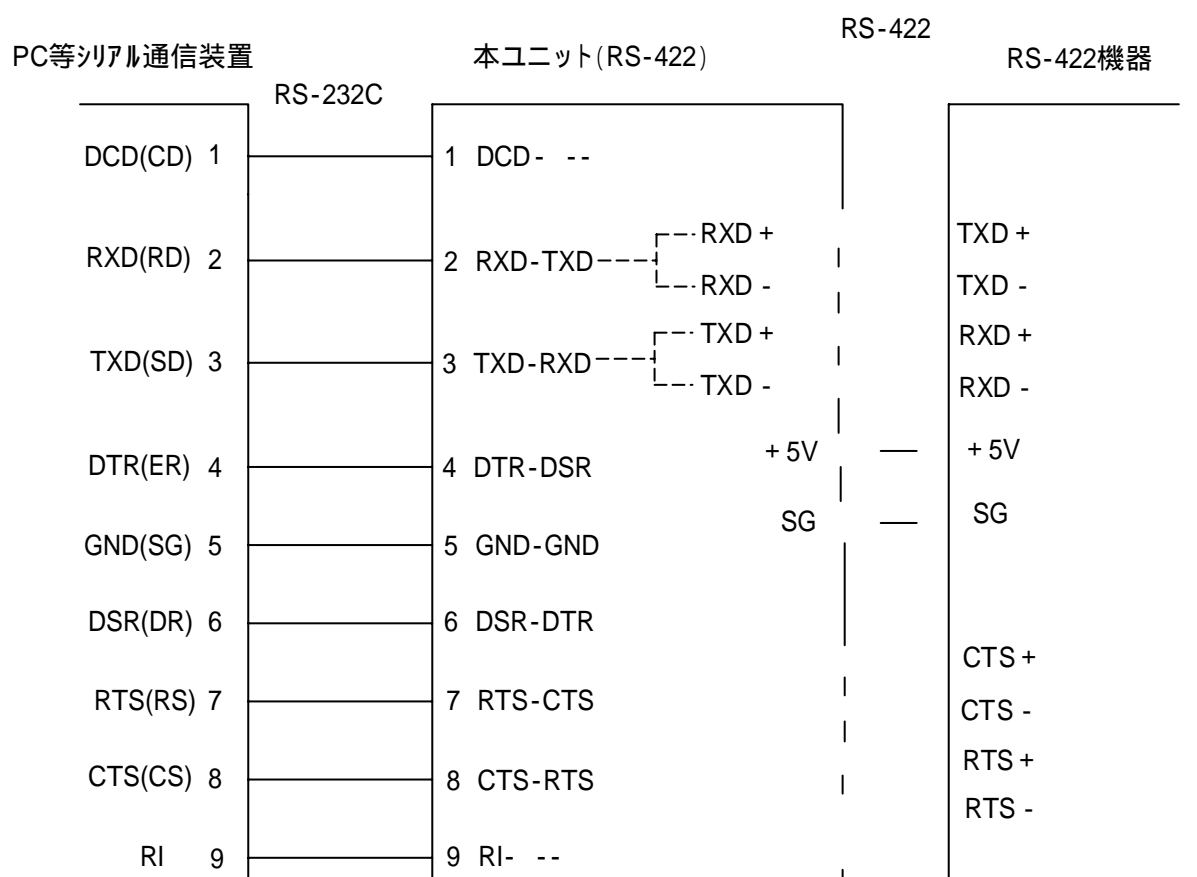 RS-422
PC等ｼﾘｱﾙ通信装置 本ユニット(RS-422) RS-422機器
RS-232C
DCD(CD) 1 1 DCD- --
RXD + TXD +
RXD(RD) 2 2 RXD-TXD
RXD - TXD -
TXD + RXD +
TXD(SD) 3 3 TXD-RXD
TXD - RXD -
+5V +5V
DTR(ER) 4 4 DTR-DSR
SG SG
GND(SG) 5 5 GND-GND
DSR(DR) 6 6 DSR-DTR
CTS +
RTS(RS) 7 7 RTS-CTS
CTS -
RTS +
CTS(CS) 8 8 CTS-RTS
RTS -
RI 9 9 RI- --